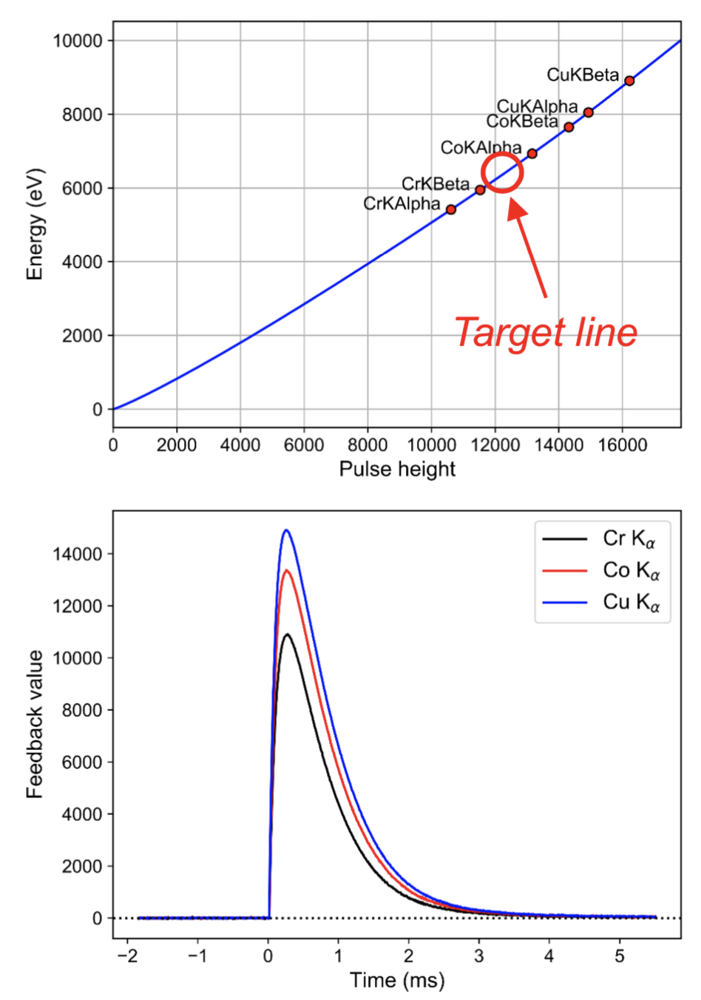 10000
8000
6000
4000
2000
0
Energy (eV)
CuKBeta
CuKAlpha
CoKBeta
CoKAlpha
CrKBeta
CrKAlpha
Target line
0 2000 4000 6000 8000 10000 12000 14000 16000
Pulse height
14000
12000
10000
8000
6000
4000
2000
0
Feedback value
Cr Kα
Co Kα
Cu Kα
−2 −1 0 1 2 3 4 5
Time (ms)